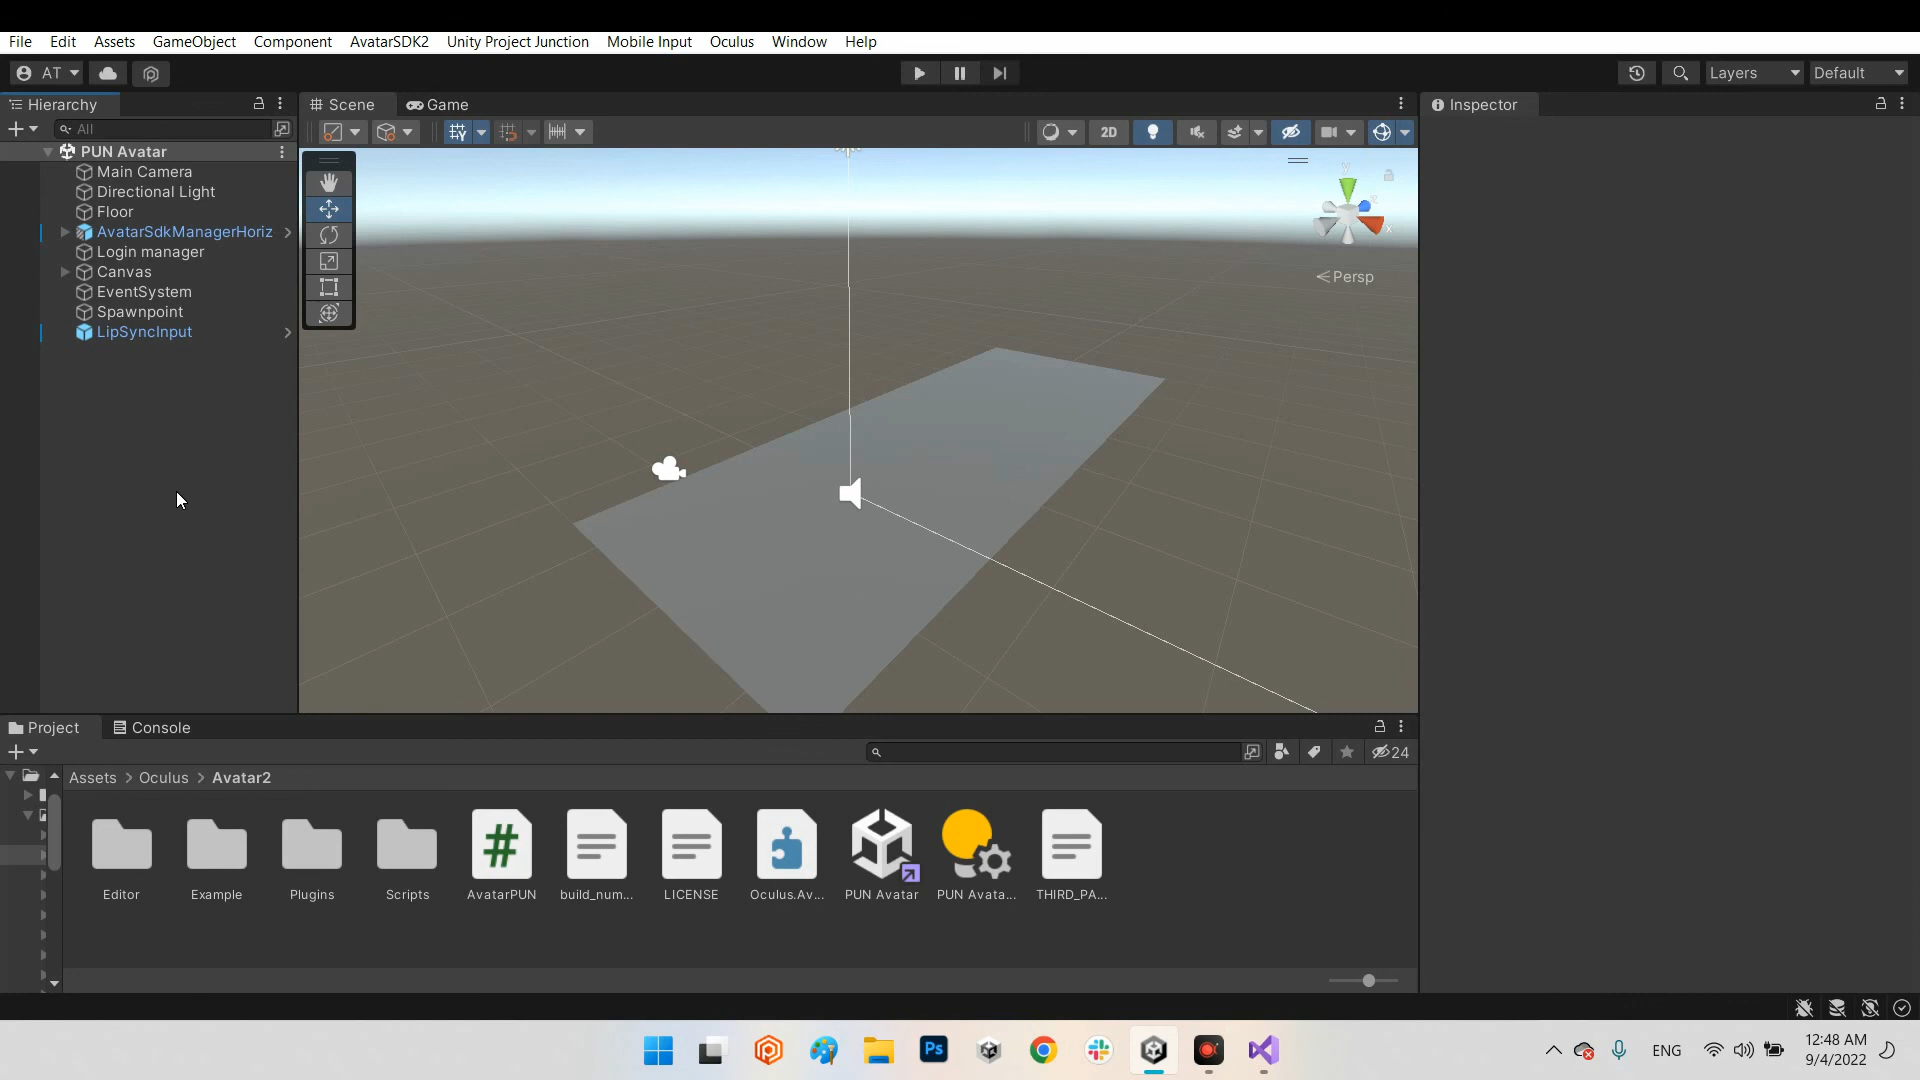 File Edit Assets GameObject Component AvatarSDK2 Unity Project Junction Mobile Input Oculus Window Help
AT
Layers Default
Hierarchy
Scene Game
Inspector
All
2D
PUN Avatar
Main Camera
Directional Light
Floor
AvatarSdkManagerHoriz
Login manager
Canvas
EventSystem
Spawnpoint
LipSyncInput
y
z
x
Persp
Project Console
24
Assets > Oculus > Avatar2
#
Editor Example Plugins Scripts AvatarPUN build_num... LICENSE Oculus.Av... PUN Avatar PUN Avata... THIRD_PA...
Ps
ENG
12:48 AM
9/4/2022